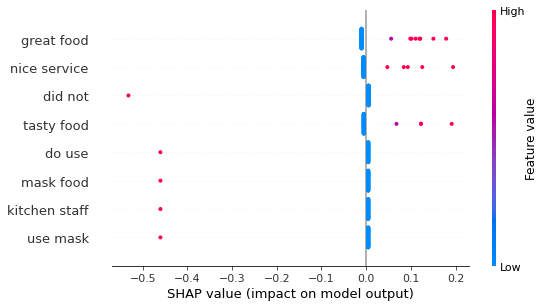 High
great food
nice service
did not
tasty food
do use
mask food
kitchen staff
use mask
Feature value
Low
−0.5 −0.4 −0.3 −0.2 −0.1 0.0 0.1 0.2
SHAP value (impact on model output)